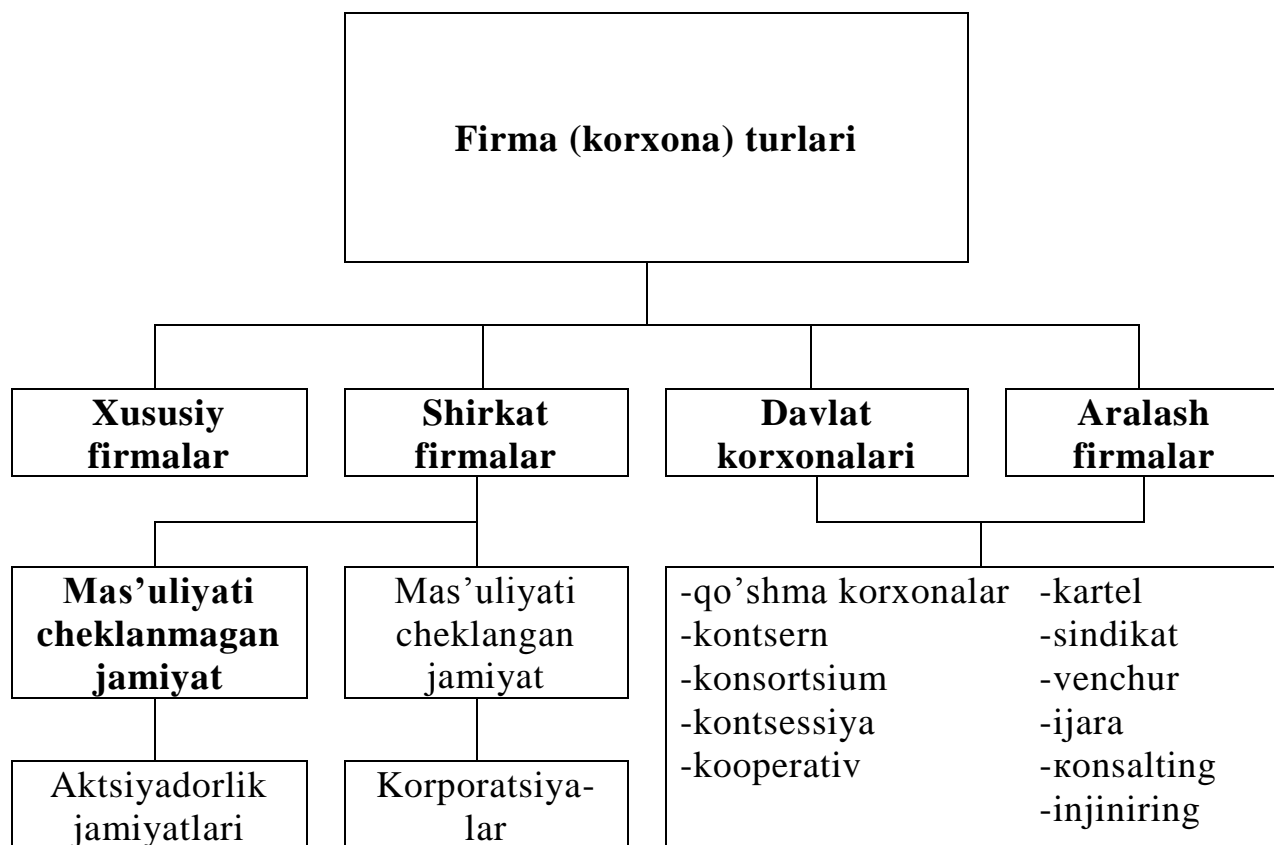 Firma (korxona) turlari
Xususiy
firmalar
Shirkat
firmalar
Davlat
korxonalari
Aralash
firmalar
Mas’uliyati
cheklanmagan
jamiyat
Mas’uliyati
cheklangan
jamiyat
-qo’shma korxonalar
-kontsern
-konsortsium
-kontsessiya
-kooperativ
-kartel
-sindikat
-venchur
-ijara
-кonsalting
-injiniring
Aktsiyadorlik
jamiyatlari
Korporatsiya-
lar